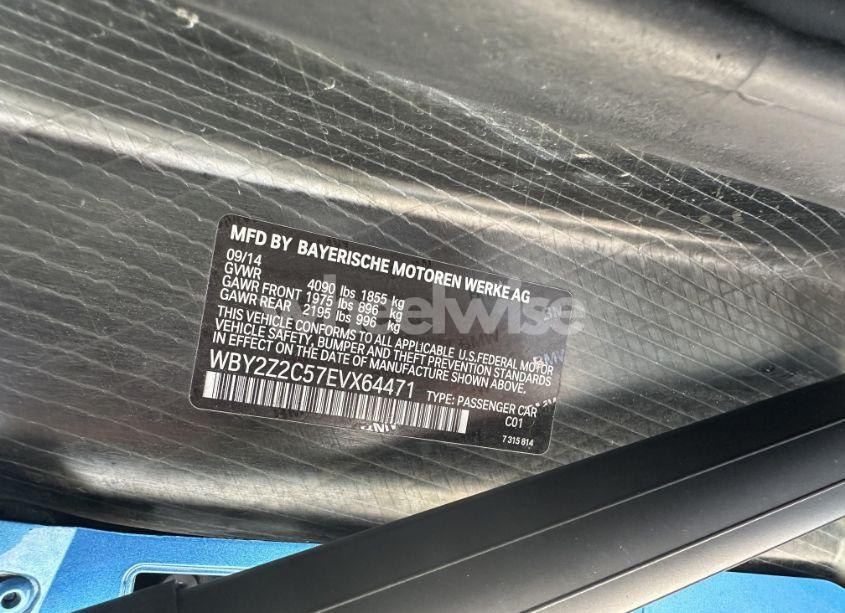 MFD BY BAYERISCHE MOTOREN WERKE AG
09/14
GVWR 4090 lbs 1855 kg
GAWR FRONT 1975 lbs 896 kg
GAWR REAR 2195 lbs 996 kg
THIS VEHICLE CONFORMS TO ALL APPLICABLE U.S.FEDERAL MOTOR
VEHICLE SAFETY, BUMPER AND THEFT PREVENTION STANDARDS
IN EFFECT ON THE DATE OF MANUFACTURE SHOWN ABOVE.
WBY2Z2C57EVX64471
TYPE: PASSENGER CAR
C01
7 315 814
BMW
BMW
BMW